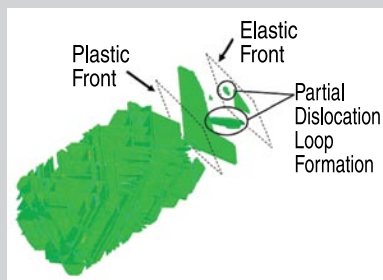 Elastic
Front
Plastic
Front
Partial
Dislocation
Loop
Formation